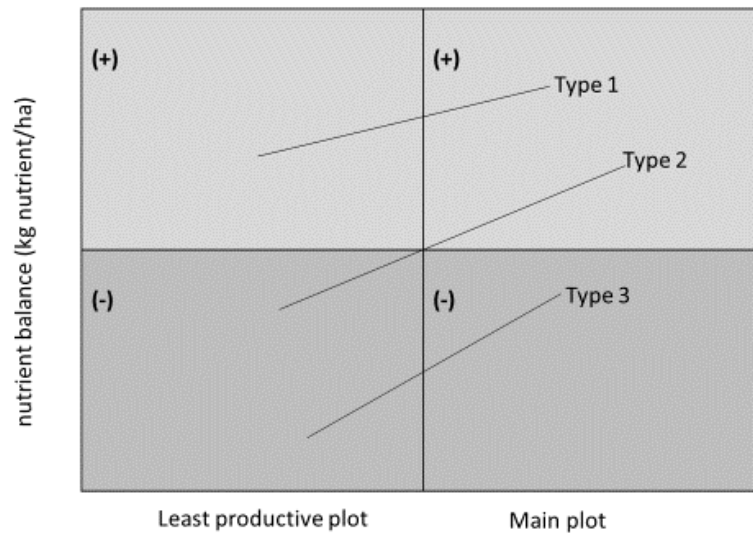 (+)
(+)
Type 1
Type 2
nutrient balance (kg nutrient/ha)
(-)
(-)
Type 3
Least productive plot
Main plot